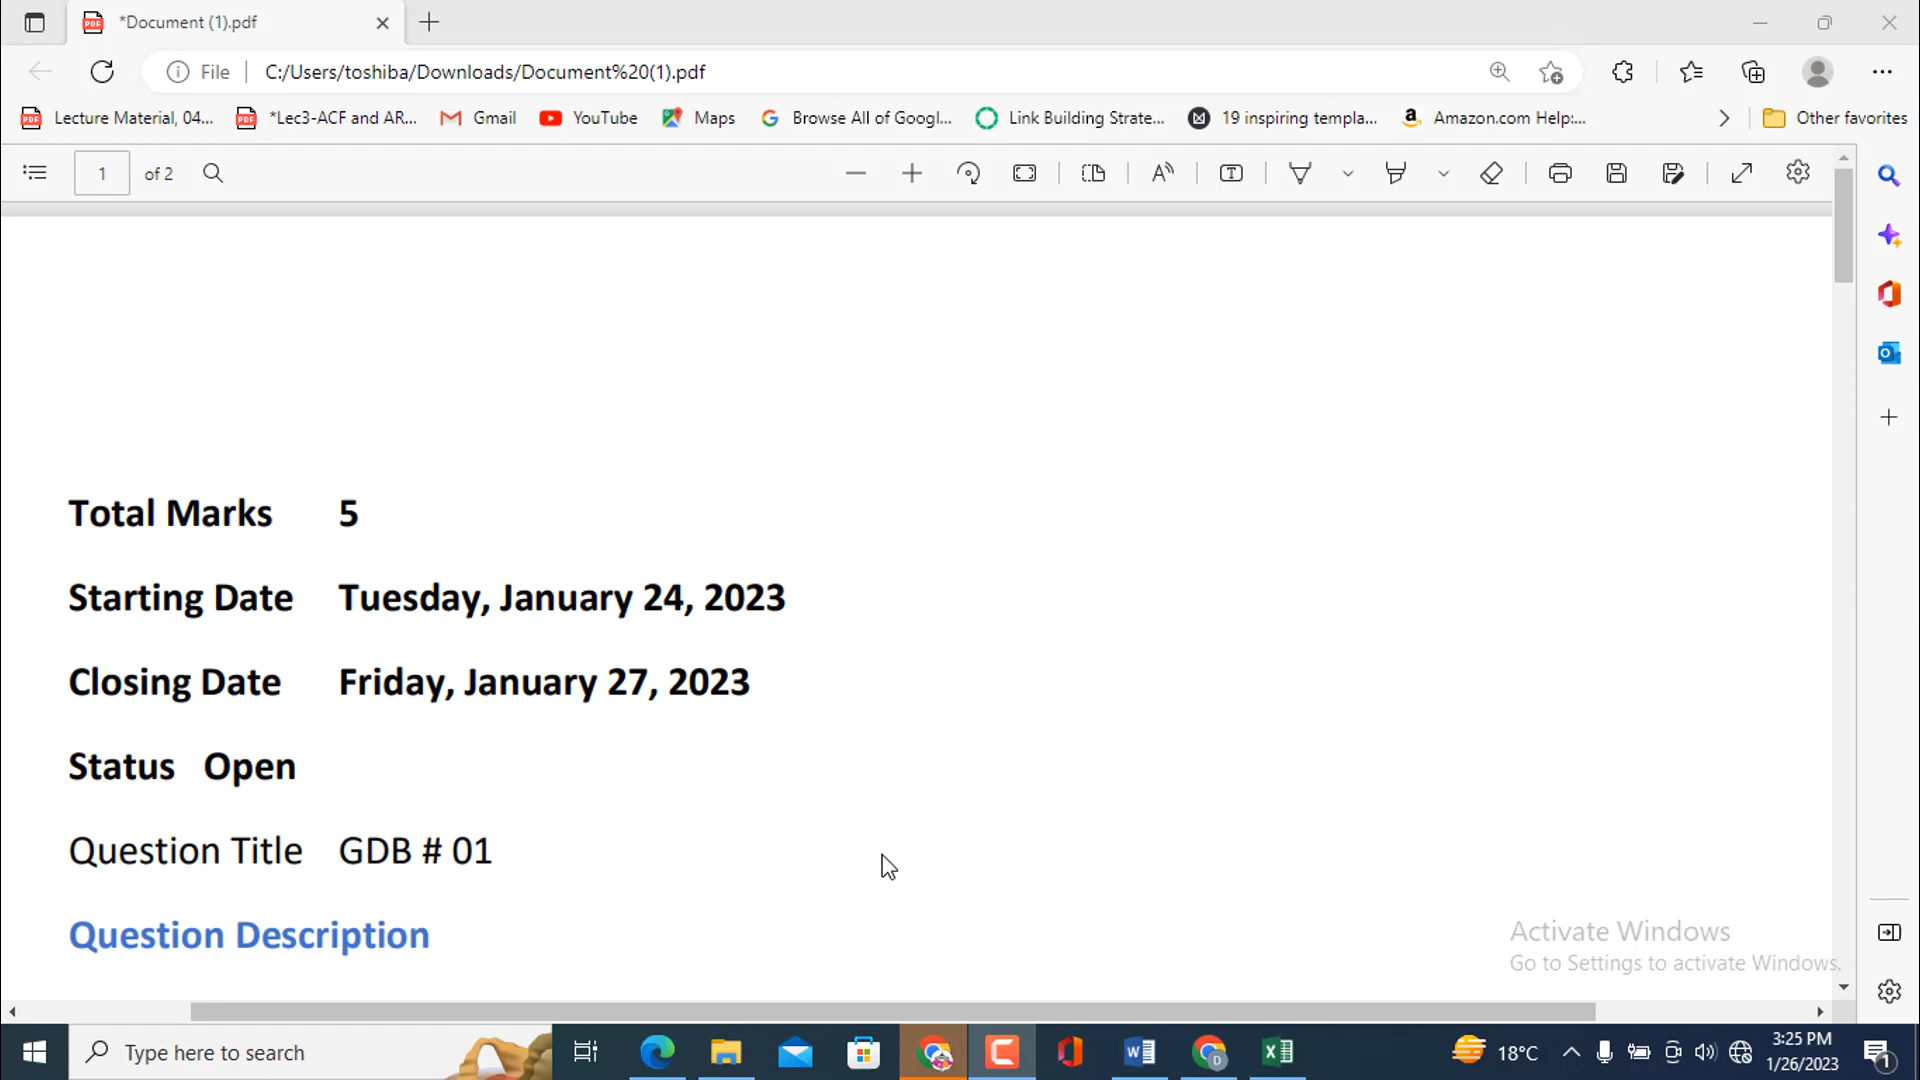 *Document (1).pdf
File
C:/Users/toshiba/Downloads/Document%20(1).pdf
Lecture Material, 04...
*Lec3-ACF and AR...
Gmail
YouTube
Maps
Browse All of Googl...
Link Building Strate...
19 inspiring templa...
Amazon.com Help:...
Other favorites
1 of 2
Total Marks 5
Starting Date Tuesday, January 24, 2023
Closing Date Friday, January 27, 2023
Status Open
Question Title GDB # 01
Question Description
Activate Windows
Go to Settings to activate Windows.
Type here to search
18°C
3:25 PM
1/26/2023
1